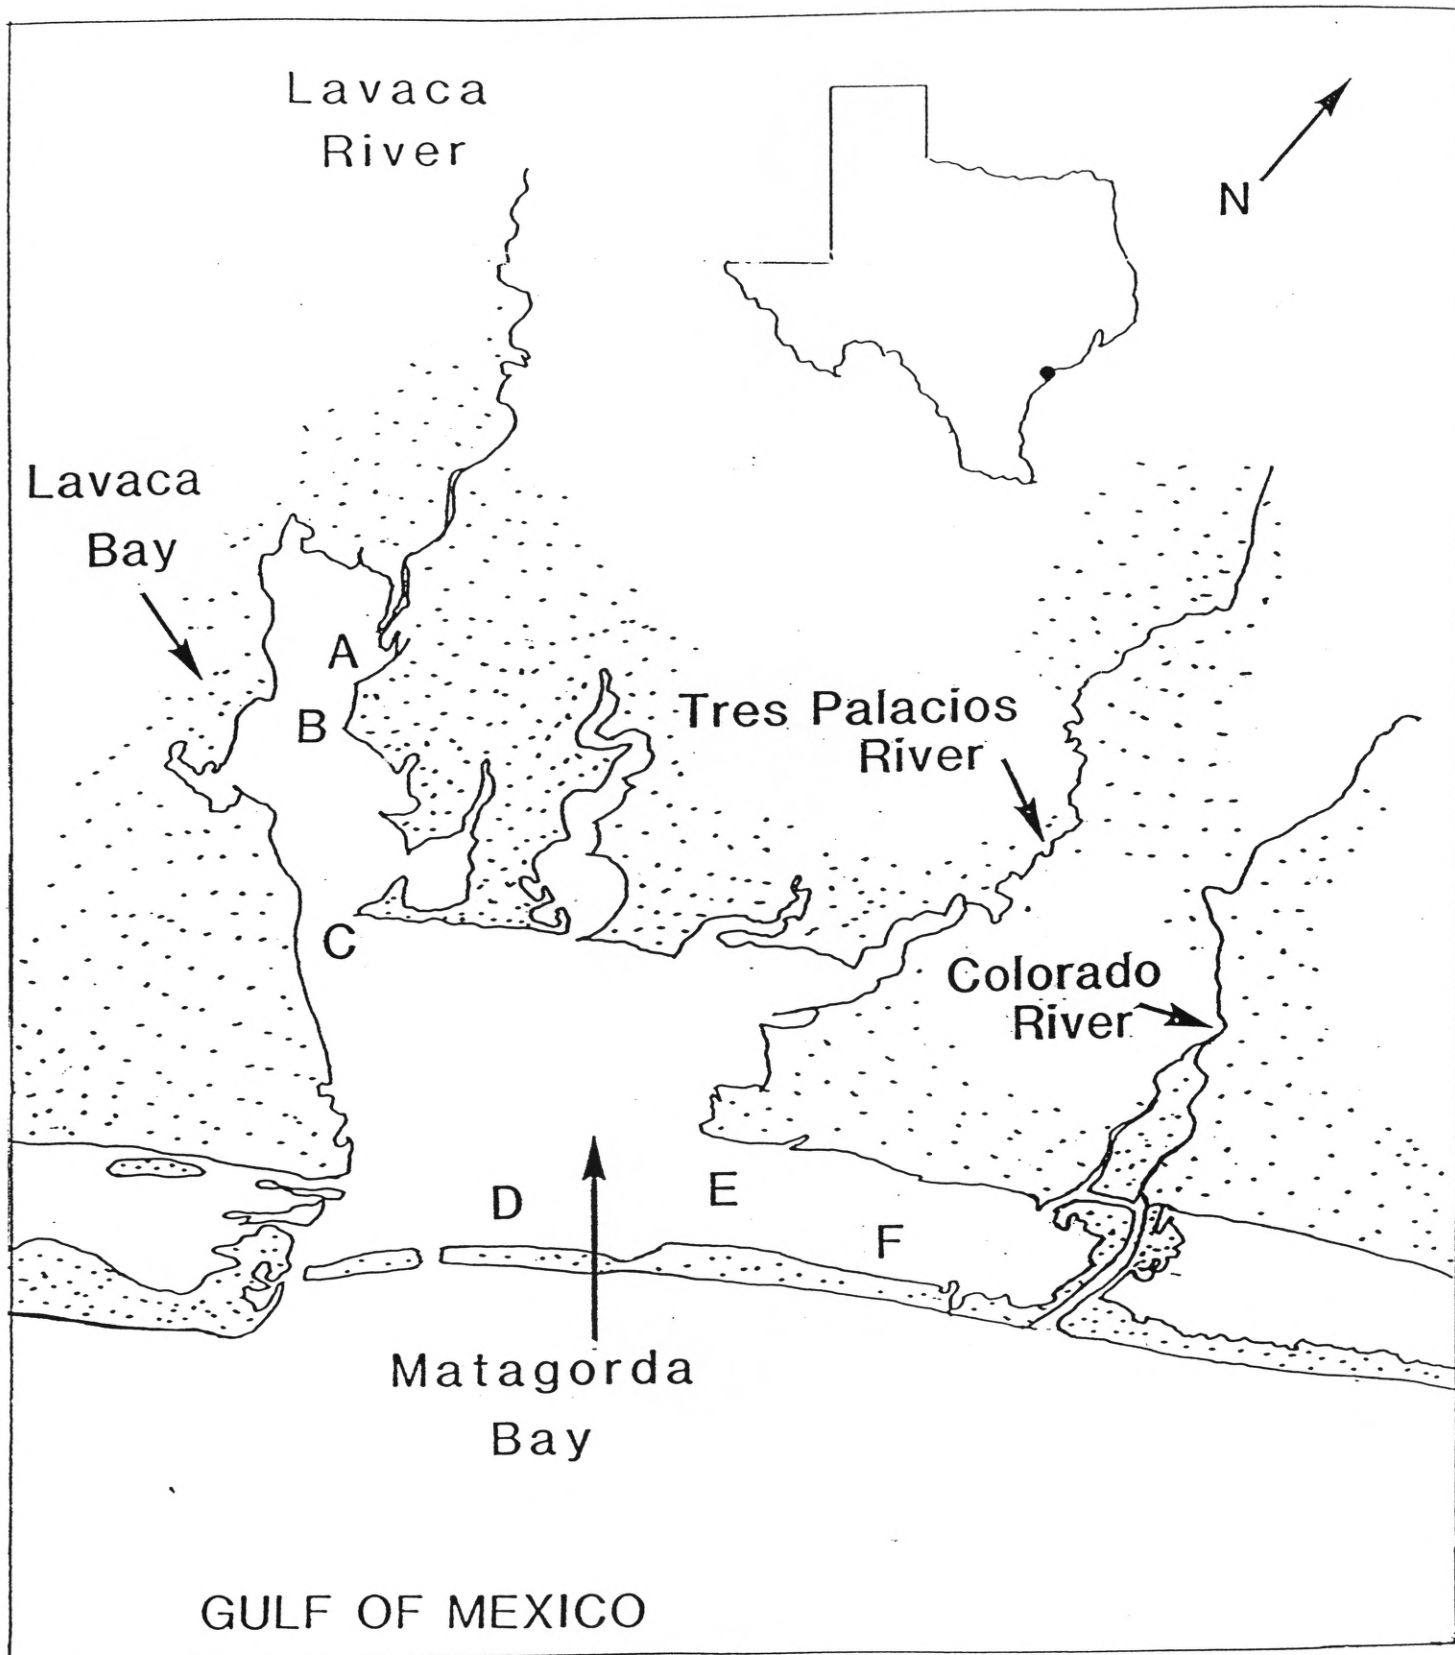 Lavaca
River
N
Lavaca
Bay
A
B
Tres Palacios
River
C
Colorado
River
D
E
F
Matagorda
Bay
GULF OF MEXICO